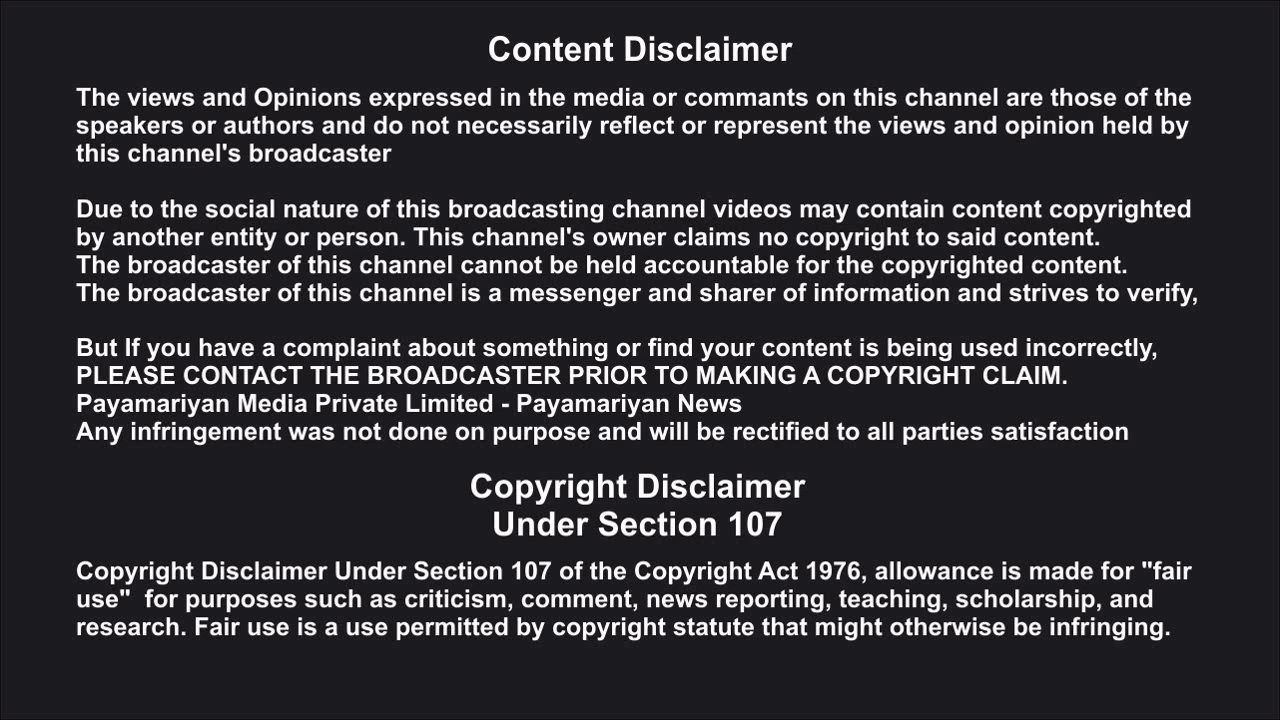 Content Disclaimer
The views and Opinions expressed in the media or commants on this channel are those of the
speakers or authors and do not necessarily reflect or represent the views and opinion held by
this channel's broadcaster
Due to the social nature of this broadcasting channel videos may contain content copyrighted
by another entity or person. This channel's owner claims no copyright to said content.
The broadcaster of this channel cannot be held accountable for the copyrighted content.
The broadcaster of this channel is a messenger and sharer of information and strives to verify,
But If you have a complaint about something or find your content is being used incorrectly,
PLEASE CONTACT THE BROADCASTER PRIOR TO MAKING A COPYRIGHT CLAIM.
Payamariyan Media Private Limited - Payamariyan News
Any infringement was not done on purpose and will be rectified to all parties satisfaction
Copyright Disclaimer
Under Section 107
Copyright Disclaimer Under Section 107 of the Copyright Act 1976, allowance is made for "fair
use"  for purposes such as criticism, comment, news reporting, teaching, scholarship, and
research. Fair use is a use permitted by copyright statute that might otherwise be infringing.